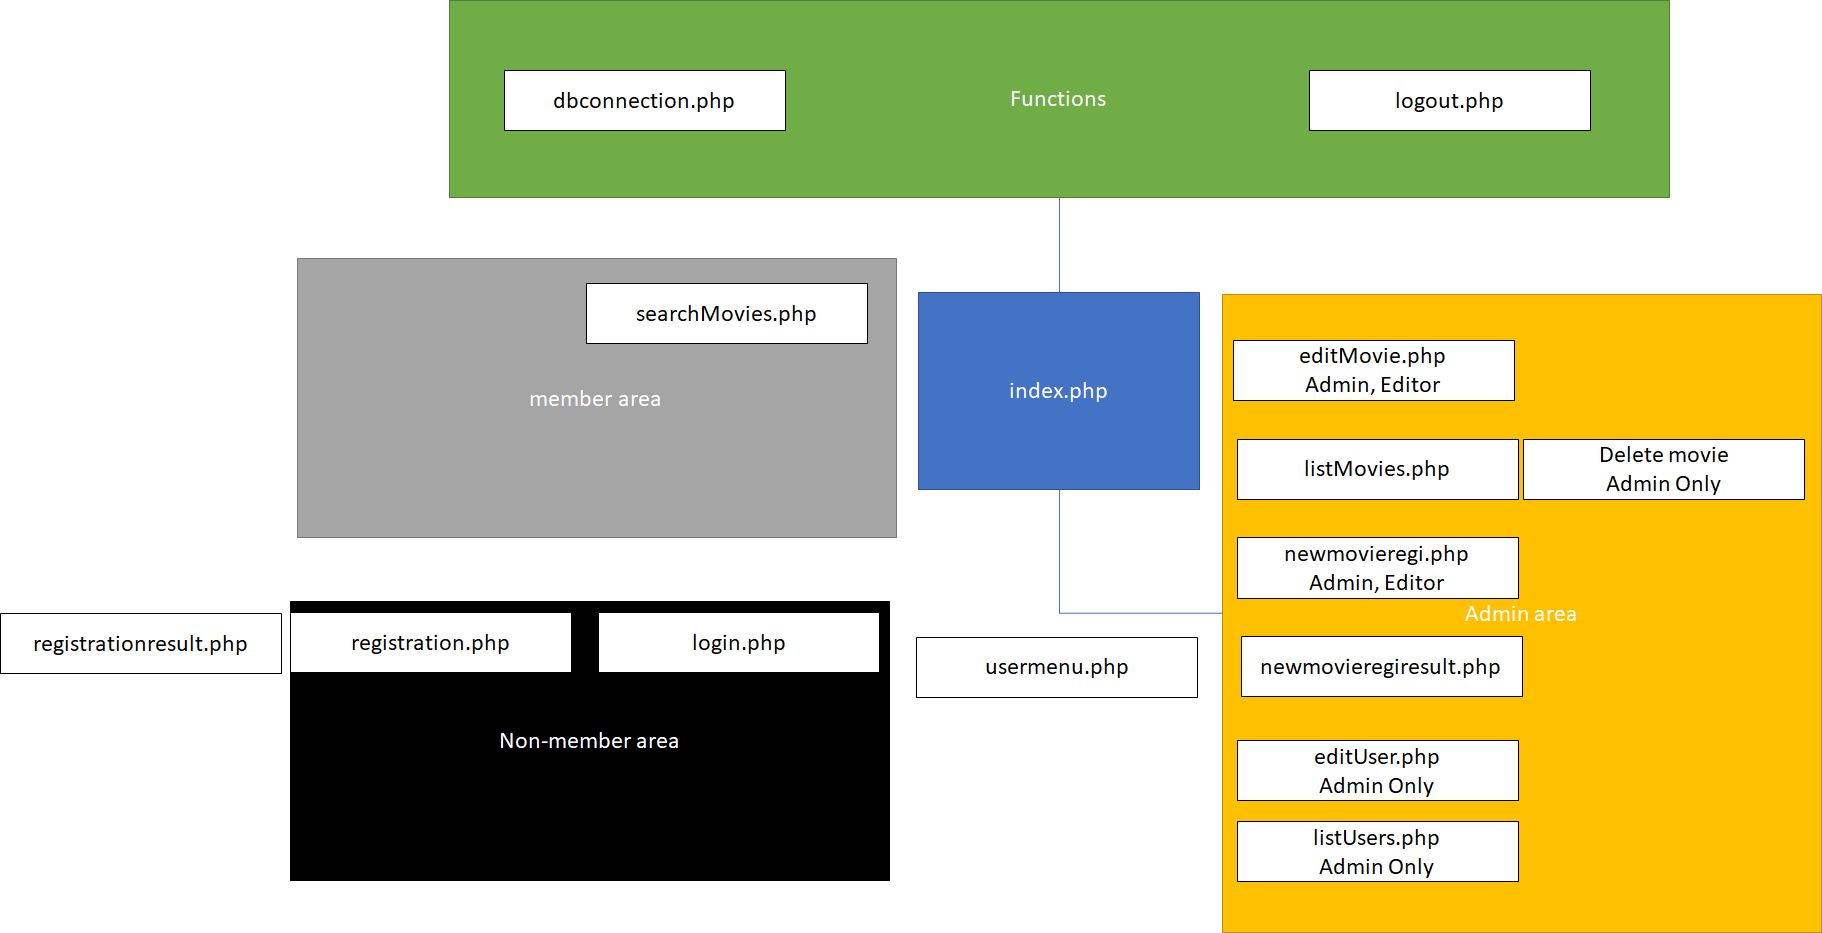 dbconnection.php
Functions
logout.php
searchMovies.php
member area
index.php
editMovie.php
Admin, Editor
listMovies.php
Delete movie
Admin Only
newmovieregi.php
Admin, Editor
Admin area
registrationresult.php
registration.php
login.php
usermenu.php
newmovieregiresult.php
Non-member area
editUser.php
Admin Only
listUsers.php
Admin Only